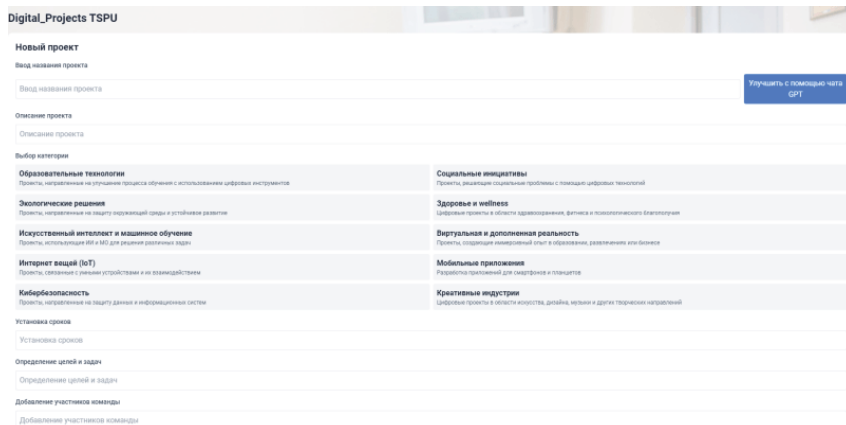 Digital_Projects TSPU
Новый проект
Ввод названия проекта
Ввод названия проекта
Улучшить с помощью чата
GPT
Описание проекта
Описание проекта
Выбор категории
Образовательные технологии
Проекты, направленные на улучшение процесса обучения с использованием цифровых инструментов
Социальные инициативы
Проекты, решающие социальные проблемы с помощью цифровых технологий
Экологические решения
Проекты, направленные на защиту окружающей среды и устойчивое развитие
Здоровье и wellness
Цифровые проекты в области здравоохранения, фитнеса и психологического благополучия
Искусственный интеллект и машинное обучение
Проекты, использующие ИИ и МО для решения различных задач
Виртуальная и дополненная реальность
Проекты, создающие иммерсивный опыт в образовании, развлечениях или бизнесе
Интернет вещей (IoT)
Проекты, связанные с умными устройствами и их взаимодействием
Мобильные приложения
Разработка приложений для смартфонов и планшетов
Кибербезопасность
Проекты, направленные на защиту данных и информационных систем
Креативные индустрии
Цифровые проекты в области искусства, дизайна, музыки и других творческих направлений
Установка сроков
Установка сроков
Определение целей и задач
Определение целей и задач
Добавление участников команды
Добавление участников команды